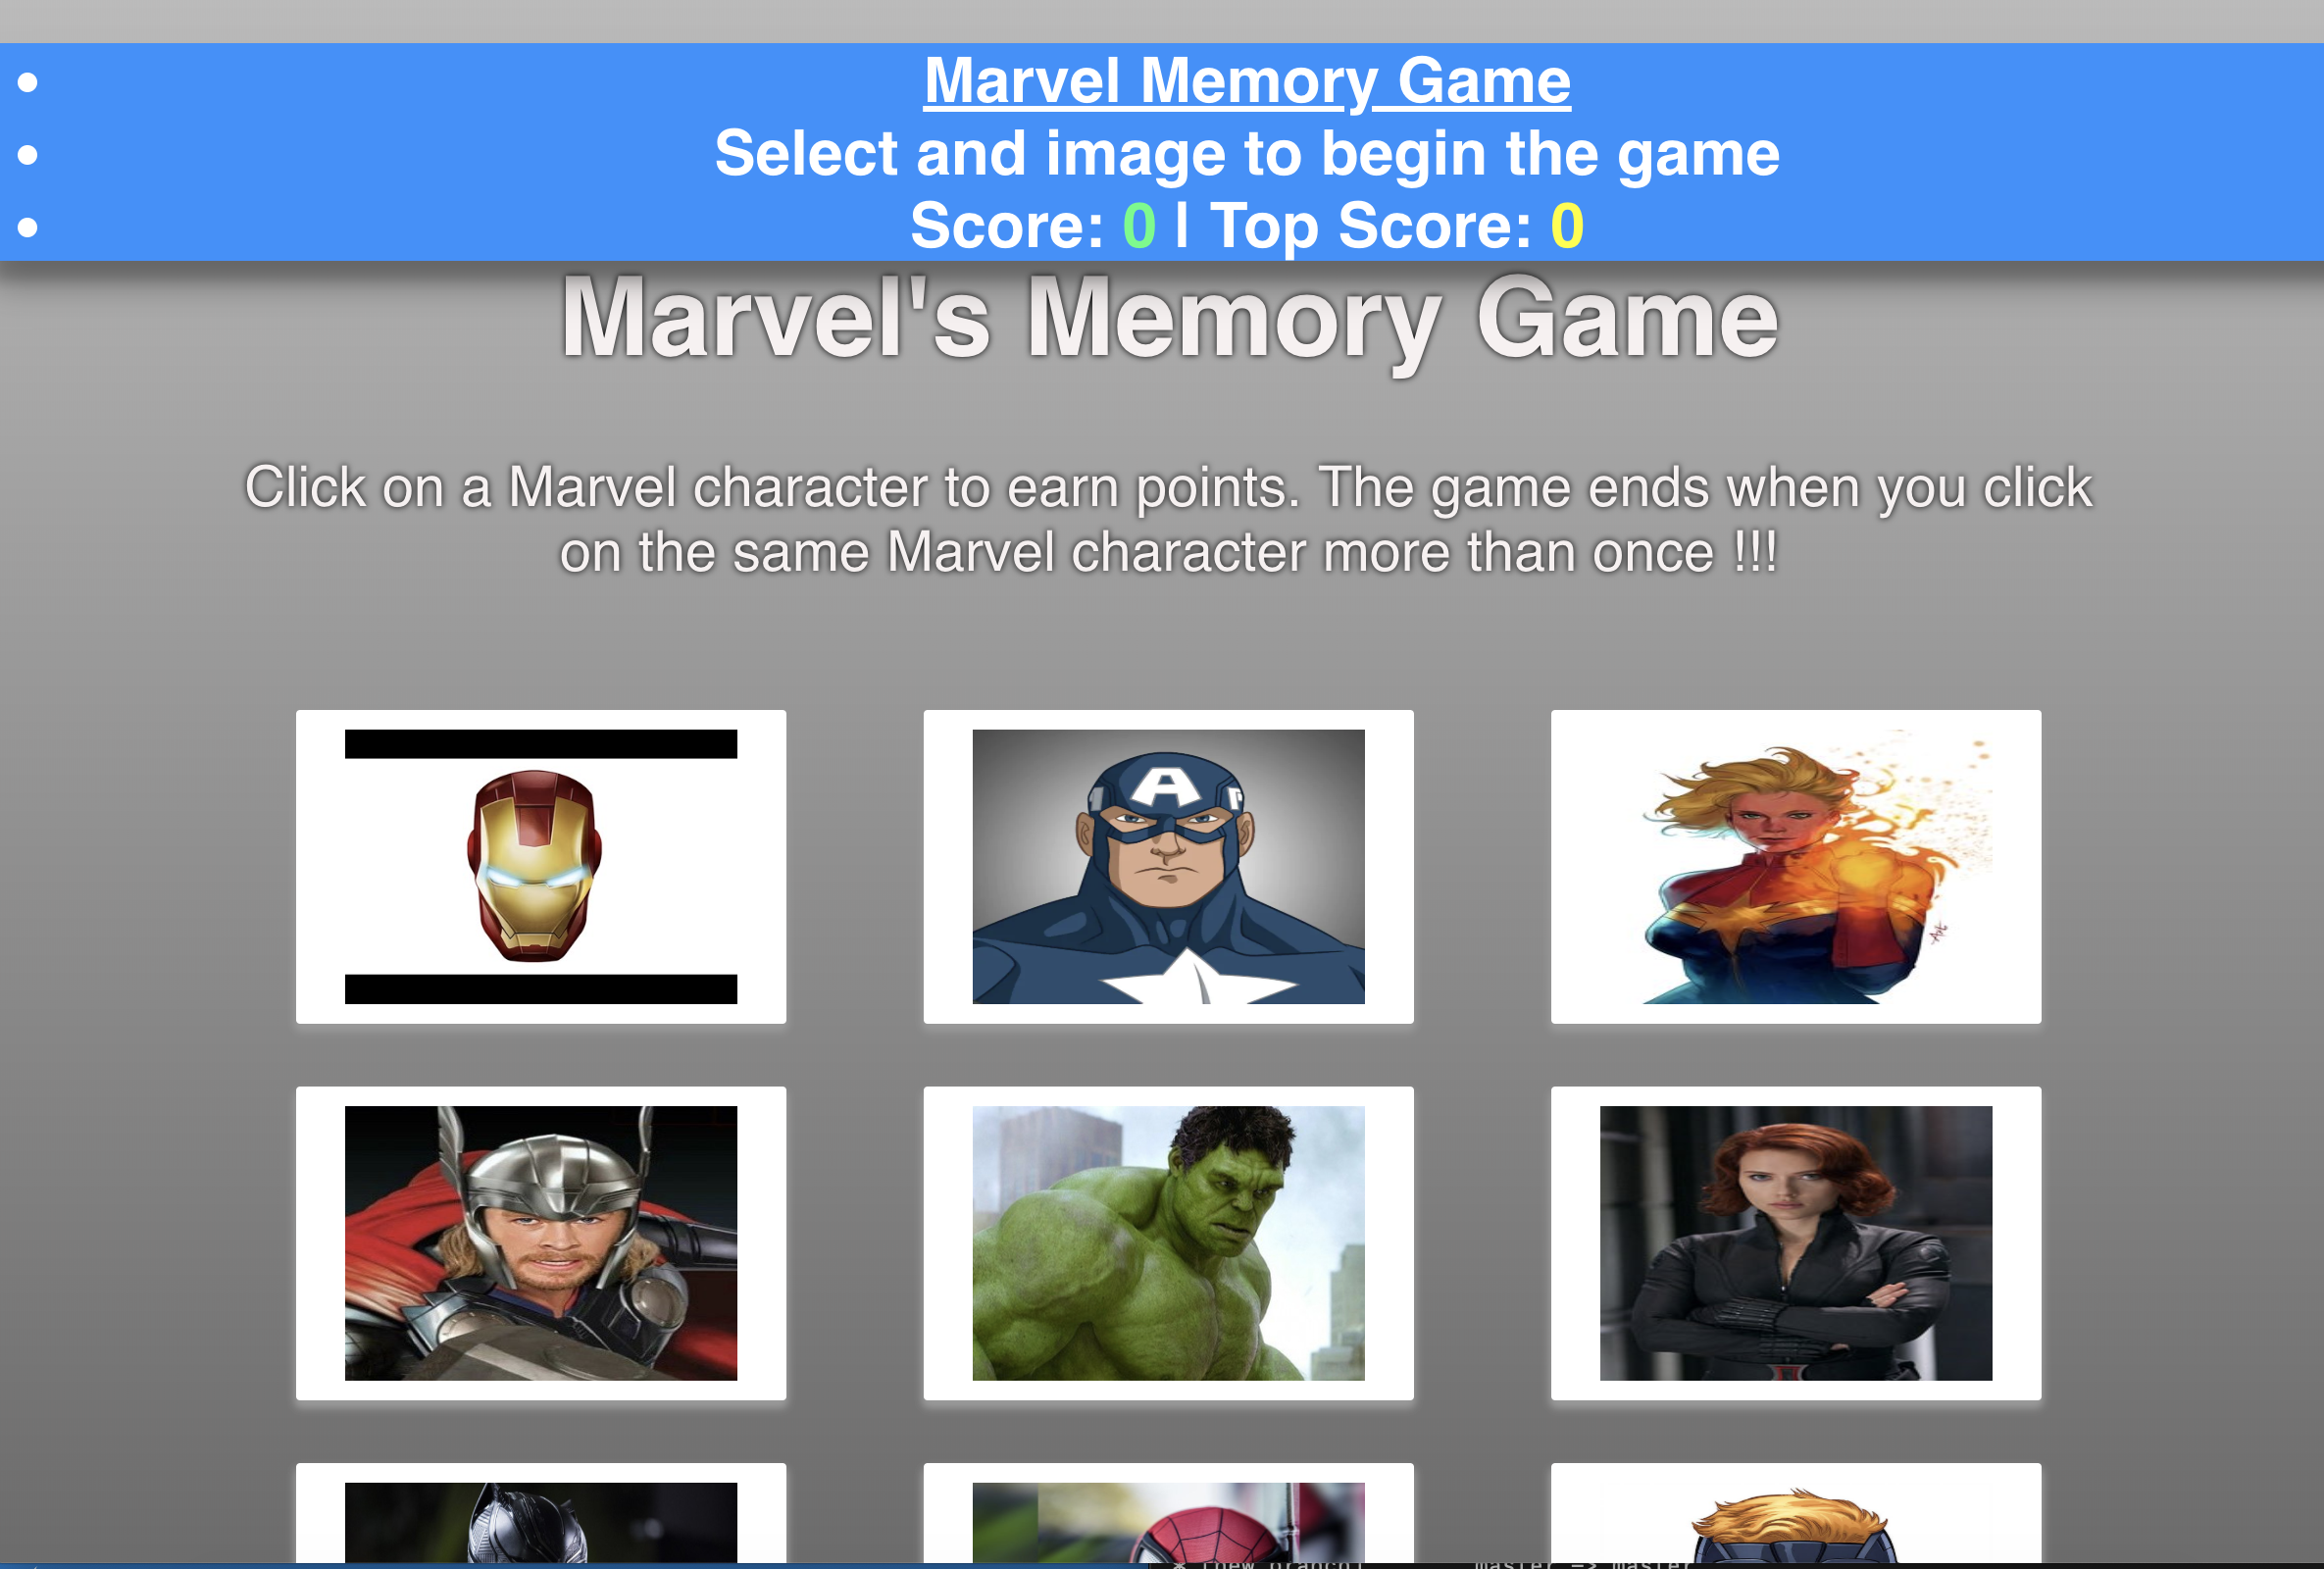 Marvel Memory Game
Select and image to begin the game
Score: 0 | Top Score: 0
Marvel's Memory Game
Click on a Marvel character to earn points. The game ends when you click
on the same Marvel character more than once !!!
A
master -> master